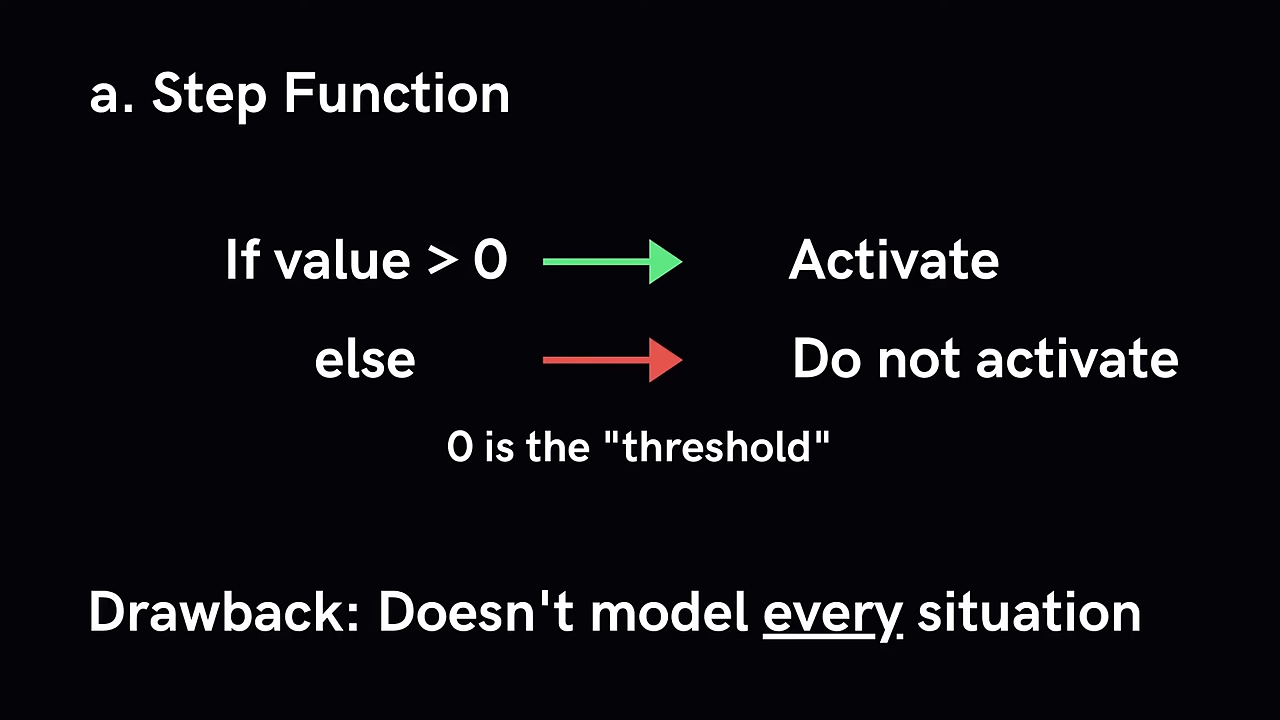 a. Step Function
If value > 0 Activate
else Do not activate
0 is the "threshold"
Drawback: Doesn't model every situation